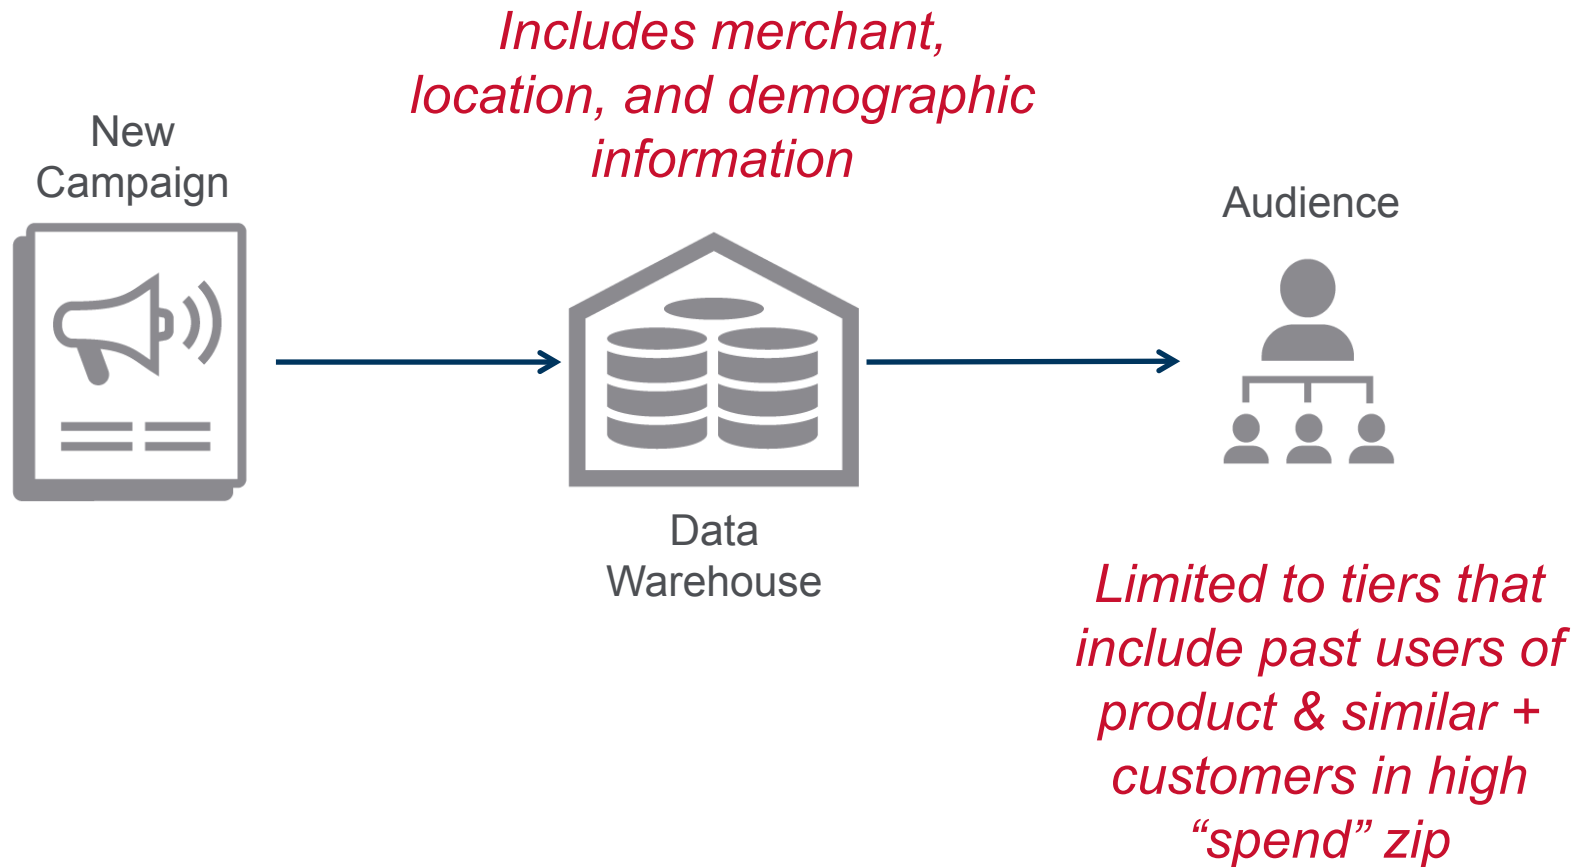 Includes merchant,
location, and demographic
information
New
Campaign
Audience
Data
Warehouse
Limited to tiers that
include past users of
product & similar +
customers in high
“spend” zip